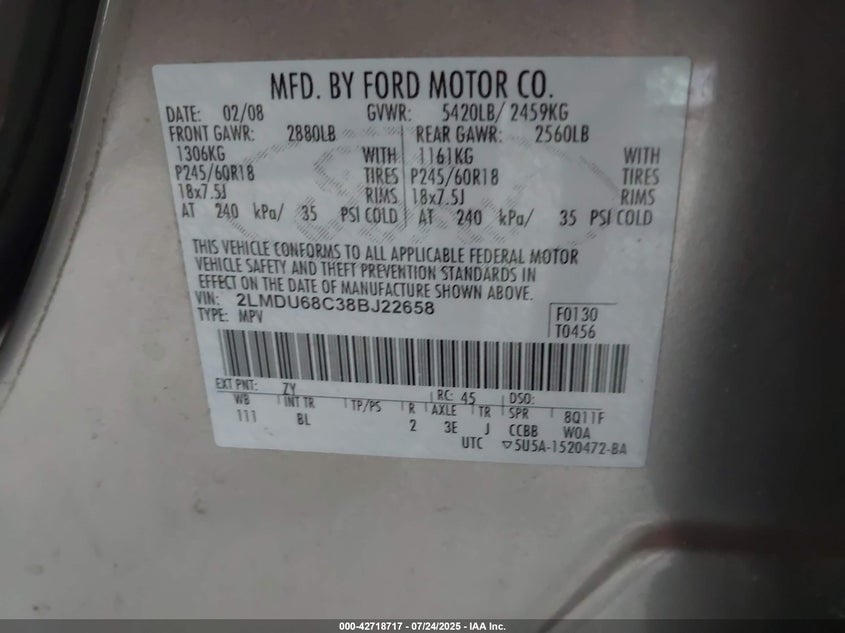 MFD. BY FORD MOTOR CO.
DATE: 02/08 GVWR: 5420LB/ 2459KG
FRONT GAWR: 2880LB REAR GAWR: 2560LB
1306KG WITH 1161KG WITH
P245/60R18 TIRES P245/60R18 TIRES
18x7.5J RIMS 18x7.5J RIMS
AT 240 kPa/ 35 PSI COLD AT 240 kPa/ 35 PSI COLD
THIS VEHICLE CONFORMS TO ALL APPLICABLE FEDERAL MOTOR
VEHICLE SAFETY AND THEFT PREVENTION STANDARDS IN
EFFECT ON THE DATE OF MANUFACTURE SHOWN ABOVE.
VIN: 2LMDU68C38BJ22658 F0130
TYPE: MPV T0456
EXT PNT: ZY RC: 45 DSO:
WB INT TR TP/PS R AXLE TR SPR 8Q11F
111 BL 2 3E J CCBB WOA
UTC ▽5U5A-1520472-BA
000-42718717 - 07/24/2025 - IAA Inc.